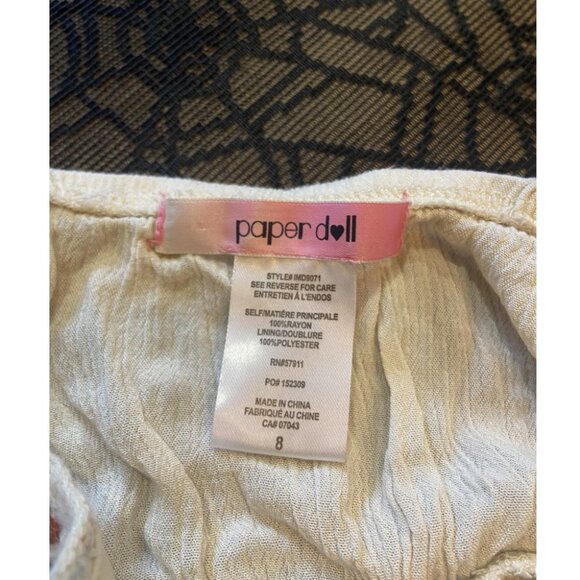 paper d♥ll
STYLE# IMD9071
SEE REVERSE FOR CARE
ENTRETIEN À L'ENDOS
SELF/MATIÈRE PRINCIPALE
100%RAYON
LINING/DOUBLURE
100%POLYESTER
RN#57911
PO# 152309
MADE IN CHINA
FABRIQUÉ AU CHINE
CA# 07043
8